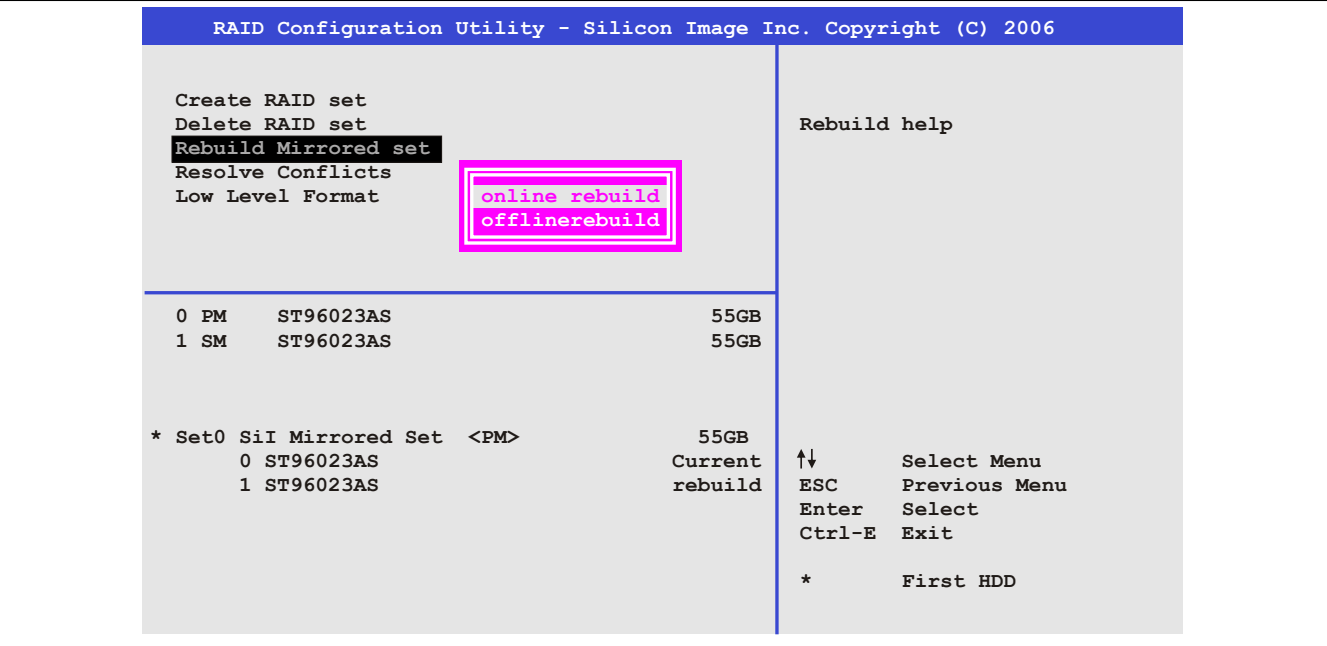 RAID Configuration Utility - Silicon Image Inc. Copyright (C) 2006
Create RAID set
Delete RAID set
Rebuild Mirrored set
Resolve Conflicts
Low Level Format
online rebuild
offlinerebuild
Rebuild help
0 PM ST96023AS 55GB
1 SM ST96023AS 55GB
* Set0 SiI Mirrored Set <PM> 55GB
0 ST96023AS Current
1 ST96023AS rebuild
↑↓ Select Menu
ESC Previous Menu
Enter Select
Ctrl-E Exit
* First HDD